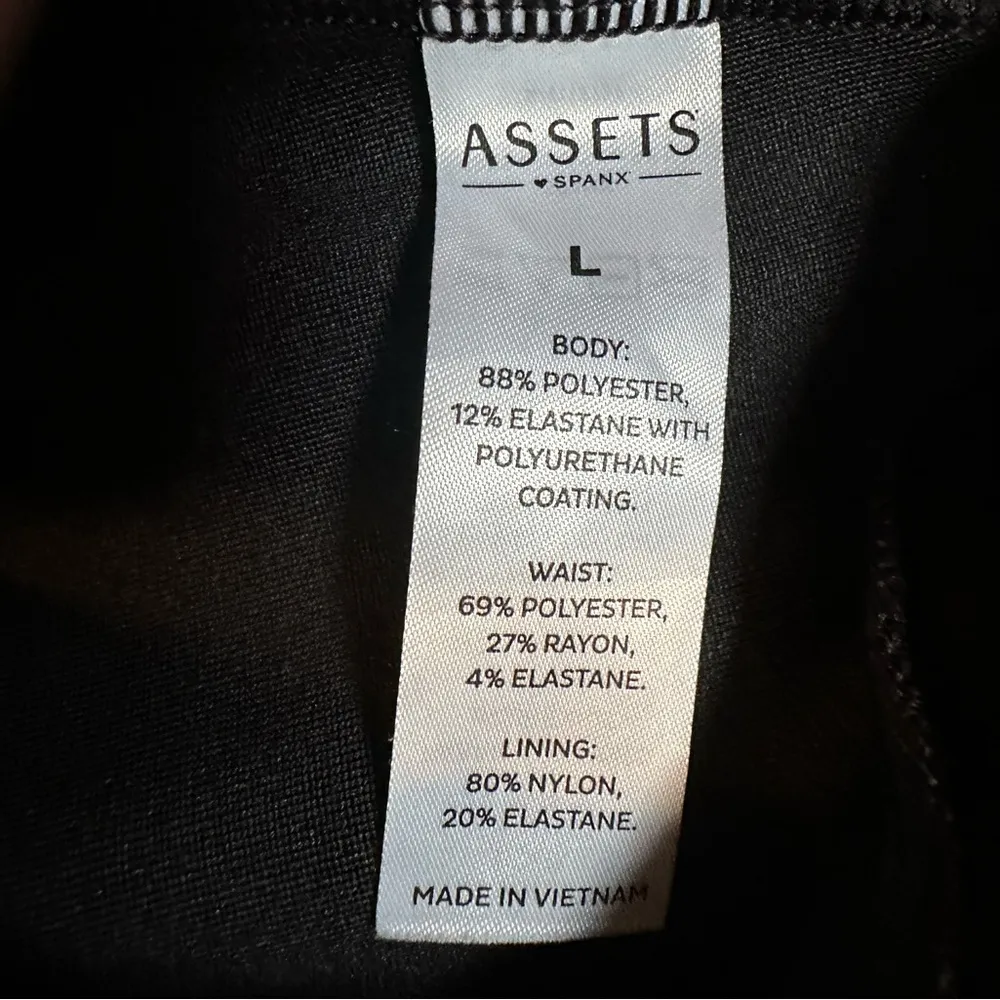 ASSETS
♥ SPANX
L
BODY:
88% POLYESTER,
12% ELASTANE WITH
POLYURETHANE
COATING.
WAIST:
69% POLYESTER,
27% RAYON,
4% ELASTANE.
LINING:
80% NYLON,
20% ELASTANE.
MADE IN VIETNAM